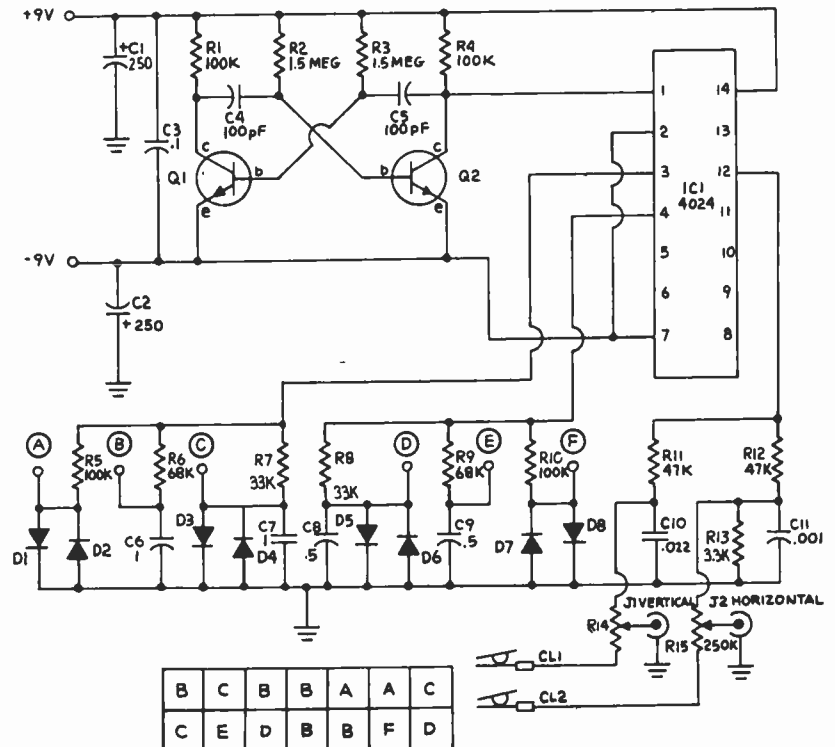 +9V
+C1
250
R1
100K
R2
1.5 MEG
R3
1.5 MEG
R4
100K
C4
100pF
C5
100pF
C3
.1
1
2
3
4
5
6
7
14
13
12
11
10
9
8
IC1
4024
Q1
c
b
e
Q2
c
b
e
-9V
C2
+ 250
A
B
C
D
E
F
R5
100K
R6
68K
R7
33K
R8
33K
R9
68K
R10
100K
R11
47K
R12
47K
D1
D2
C6
1
D3
D4
C7
1
C8
.5
D5
D6
C9
.5
D7
D8
C10
.022
R13
3.3K
C11
.001
J1 VERTICAL
J2 HORIZONTAL
R14
R15
250K
CL1
CL2
B C B B A A C
C E D B B F D